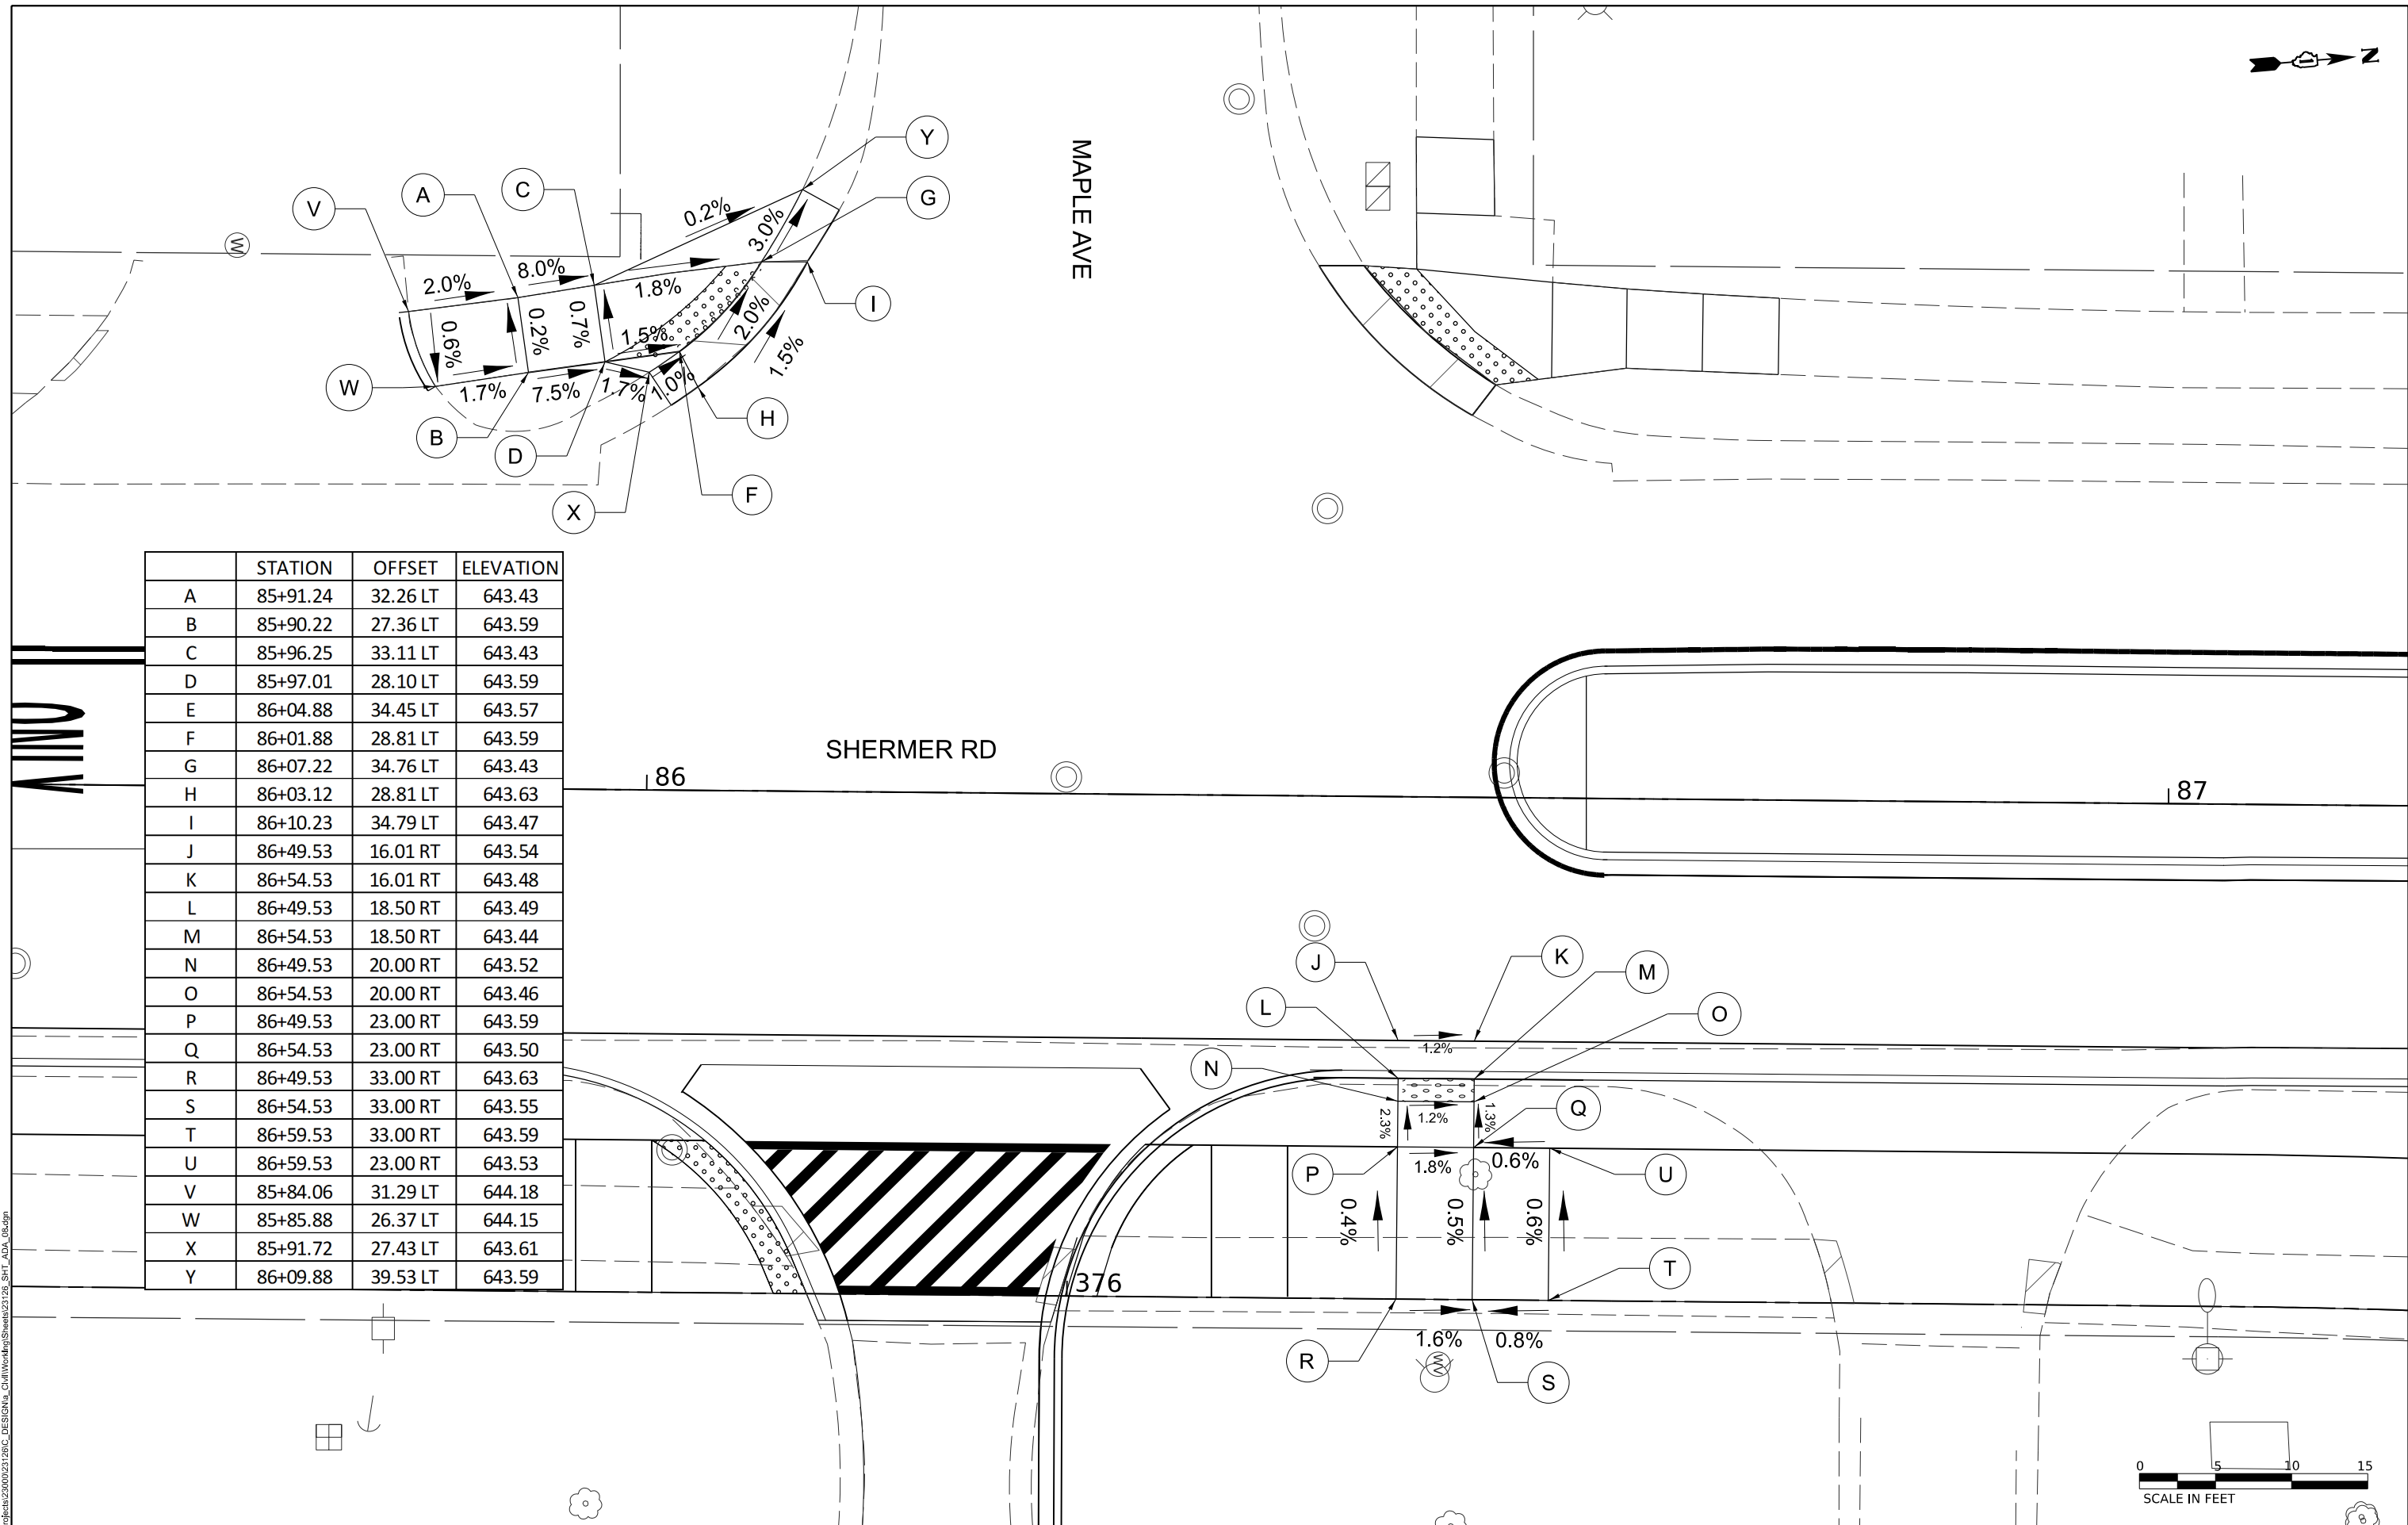 N
MAPLE AVE
Y
G
C
A
V
W
0.2%
3.0%
8.0%
2.0%
1.8%
I
W
0.6%
0.2%
0.7%
1.5%
2.0%
1.5%
1.7%
7.5%
1.7%
1.0%
H
B
D
F
X
STATION OFFSET ELEVATION
A 85+91.24 32.26 LT 643.43
B 85+90.22 27.36 LT 643.59
C 85+96.25 33.11 LT 643.43
D 85+97.01 28.10 LT 643.59
E 86+04.88 34.45 LT 643.57
F 86+01.88 28.81 LT 643.59
G 86+07.22 34.76 LT 643.43
H 86+03.12 28.81 LT 643.63
I 86+10.23 34.79 LT 643.47
J 86+49.53 16.01 RT 643.54
K 86+54.53 16.01 RT 643.48
L 86+49.53 18.50 RT 643.49
M 86+54.53 18.50 RT 643.44
N 86+49.53 20.00 RT 643.52
O 86+54.53 20.00 RT 643.46
P 86+49.53 23.00 RT 643.59
Q 86+54.53 23.00 RT 643.50
R 86+49.53 33.00 RT 643.63
S 86+54.53 33.00 RT 643.55
T 86+59.53 33.00 RT 643.59
U 86+59.53 23.00 RT 643.53
V 85+84.06 31.29 LT 644.18
W 85+85.88 26.37 LT 644.15
X 85+91.72 27.43 LT 643.61
Y 86+09.88 39.53 LT 643.59
SHERMER RD
86
87
J
K
M
L
O
N
Q
1.2%
1.2%
2.3%
1.3%
P
1.8%
0.6%
U
0.4%
0.5%
0.6%
T
376
1.6%
0.8%
R
S
WV
0 5 10 15
SCALE IN FEET